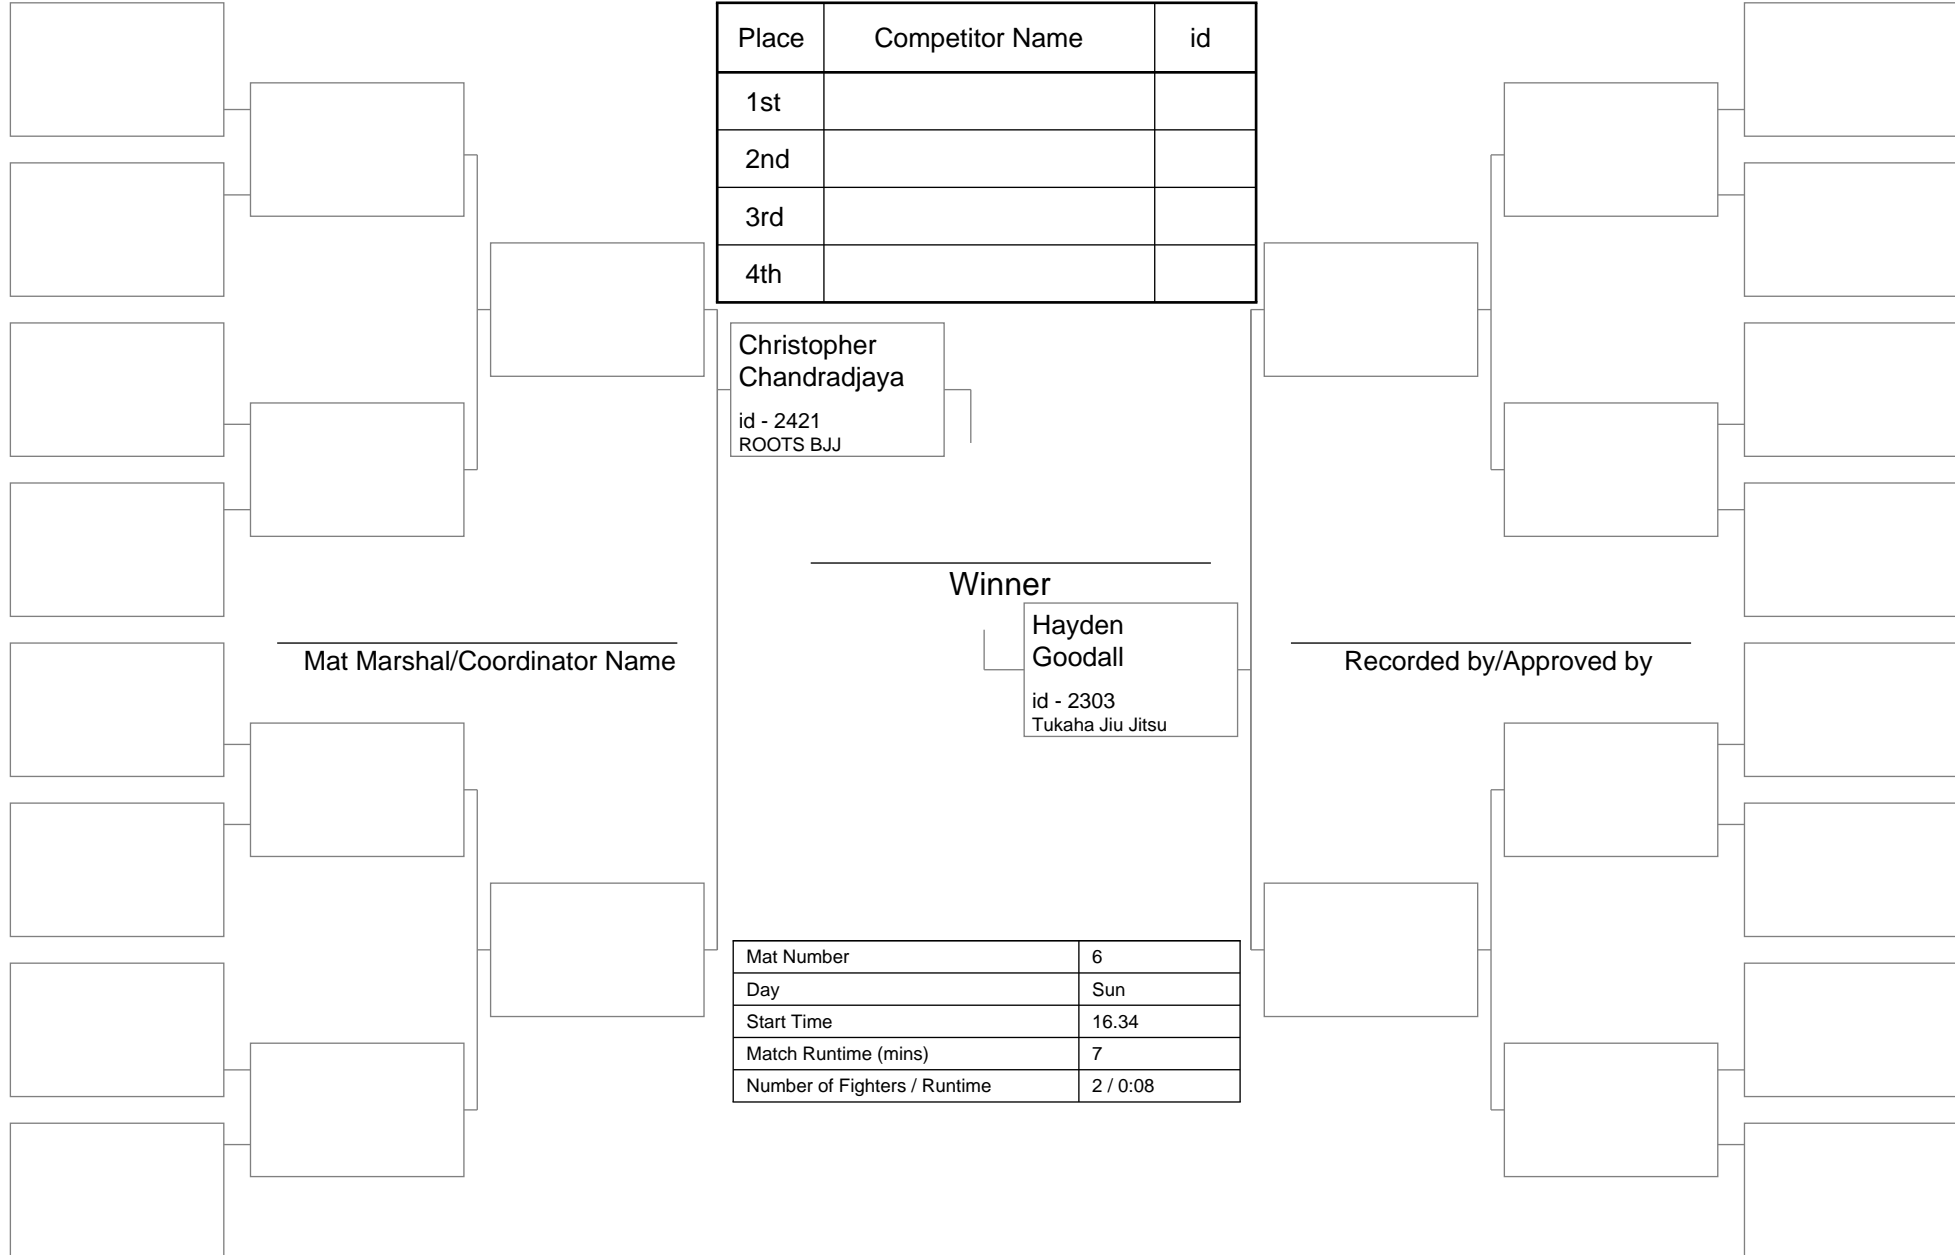 Place Competitor Name id
1st
2nd
3rd
4th
Christopher
Chandradjaya
id - 2421
ROOTS BJJ
Winner
Hayden
Goodall
id - 2303
Tukaha Jiu Jitsu
Mat Marshal/Coordinator Name
Recorded by/Approved by
Mat Number 6
Day Sun
Start Time 16.34
Match Runtime (mins) 7
Number of Fighters / Runtime 2 / 0:08